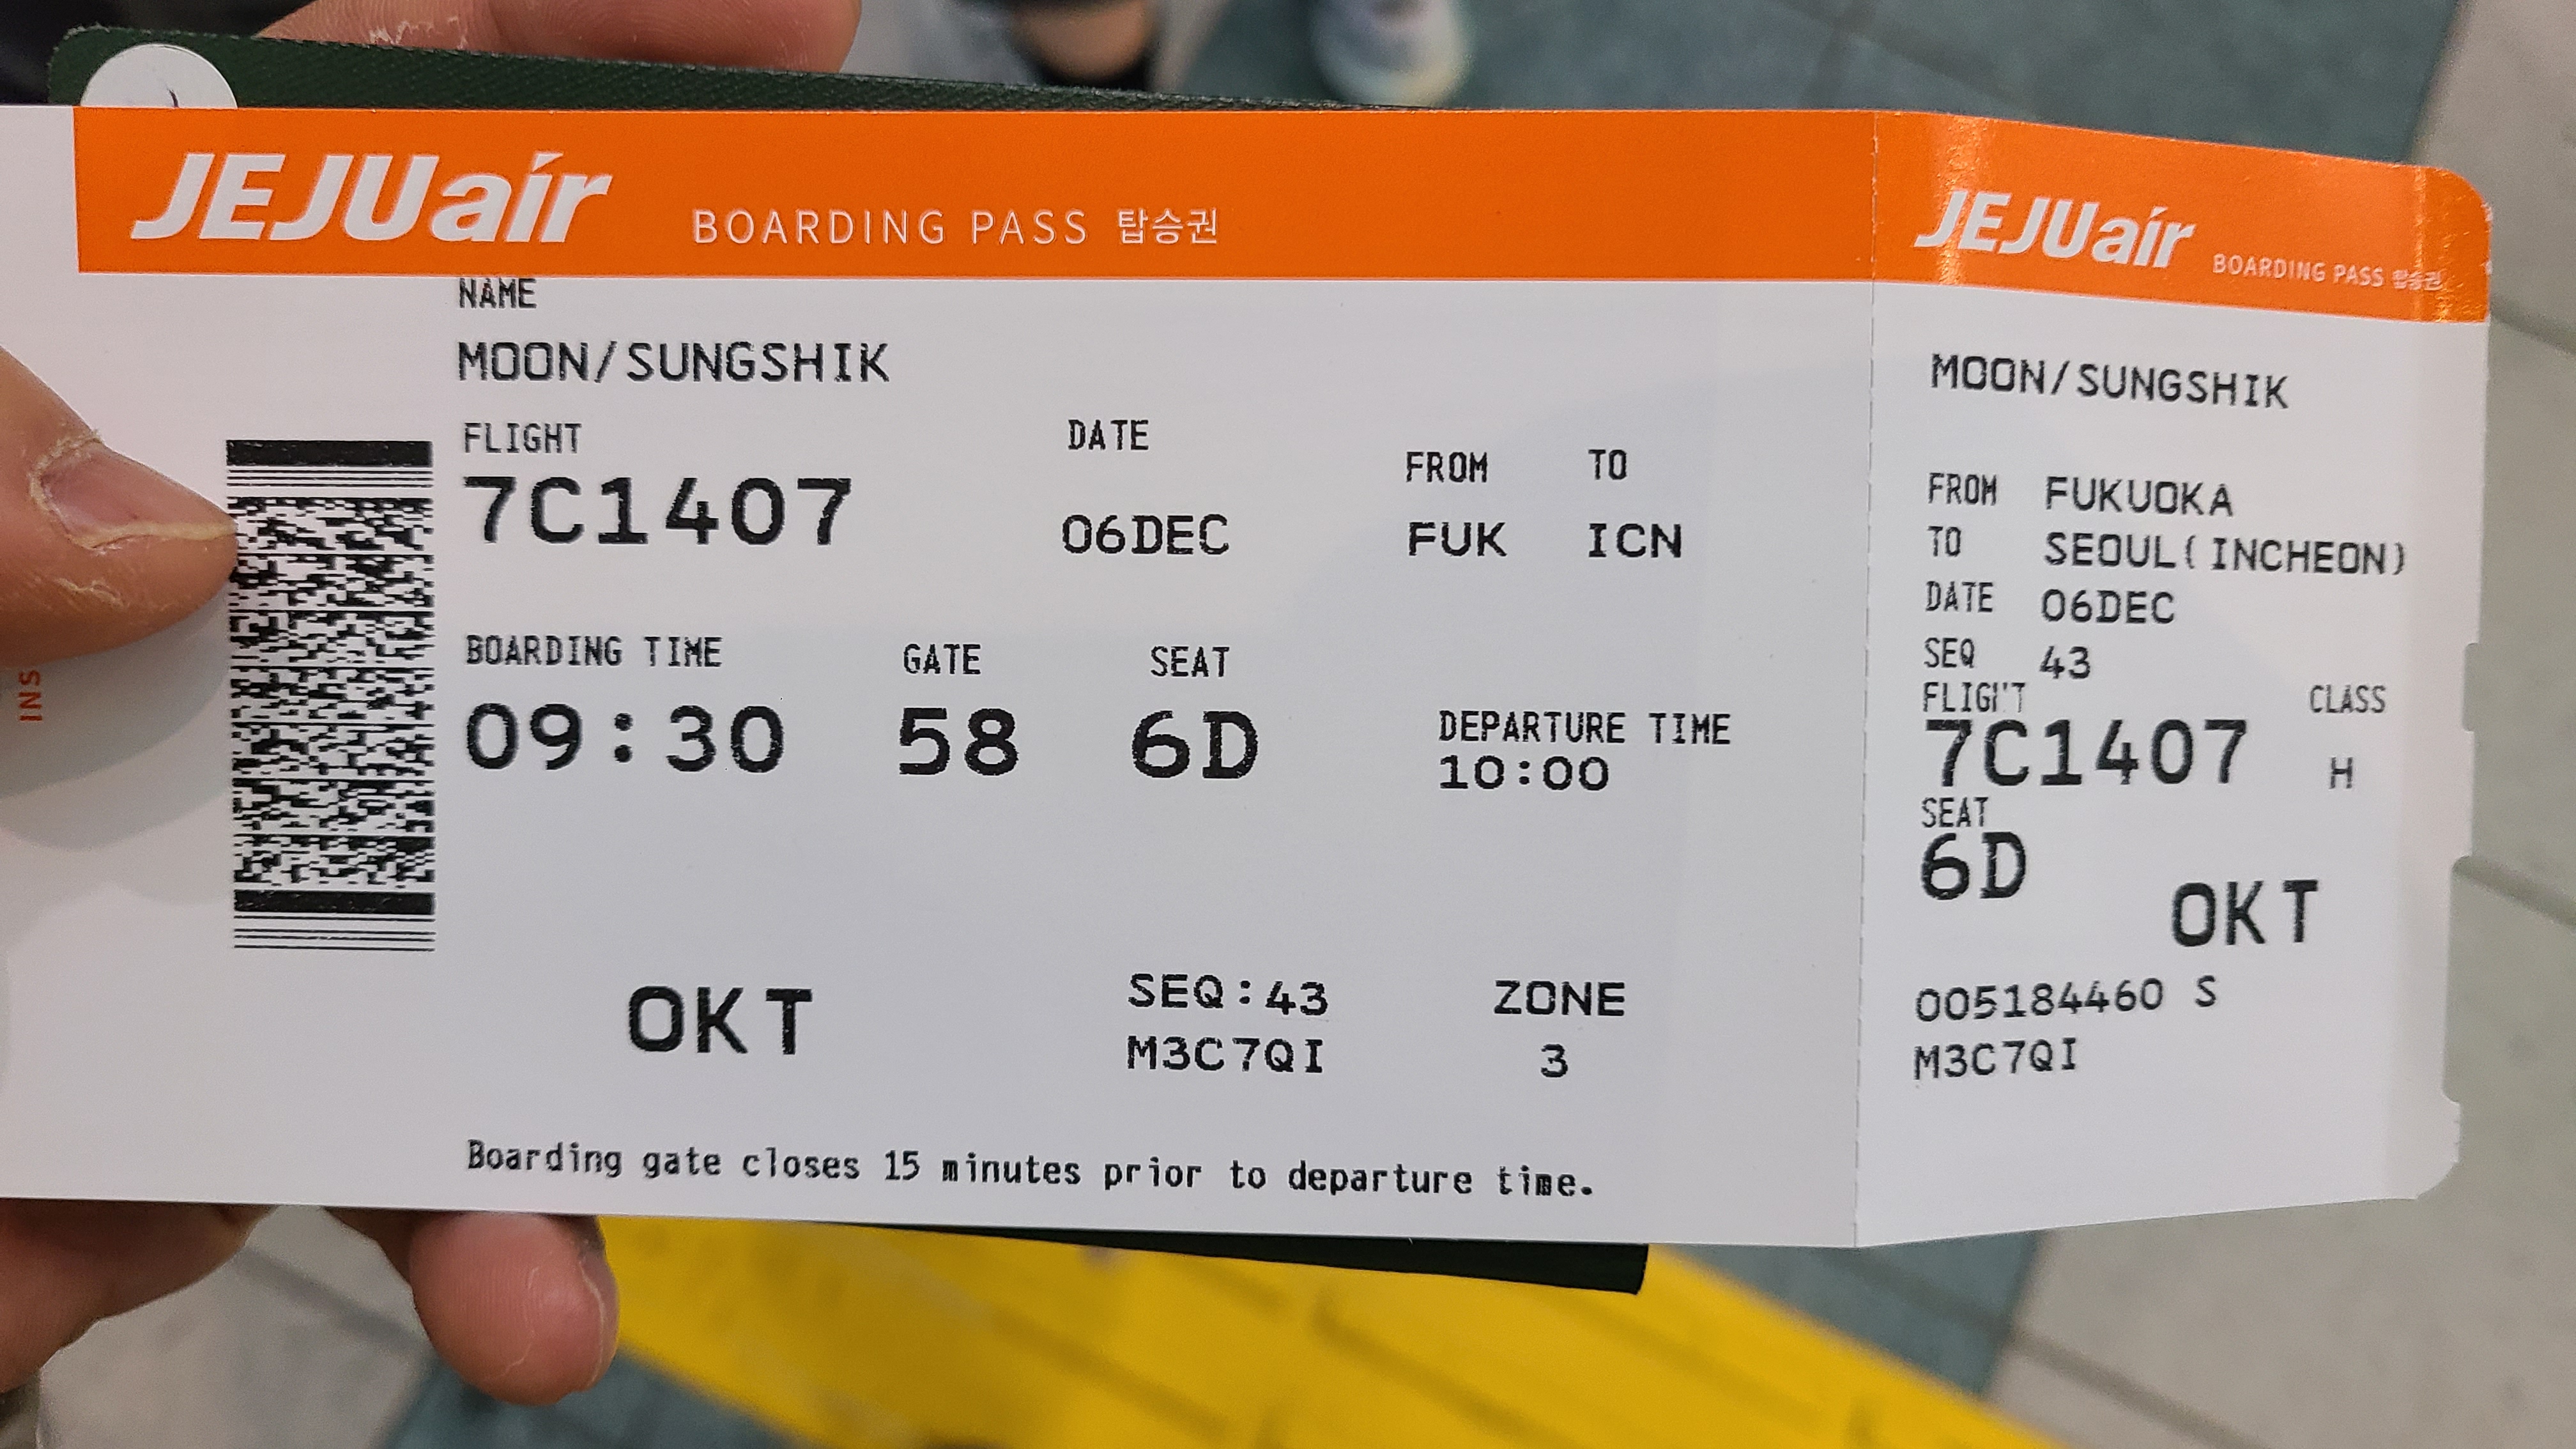 JEJUair BOARDING PASS 탑승권
NAME
MOON/SUNGSHIK
FLIGHT DATE FROM TO
7C1407 06DEC FUK ICN
BOARDING TIME GATE SEAT DEPARTURE TIME
09:30 58 6D 10:00
OKT SEQ:43 ZONE
M3C7QI 3
Boarding gate closes 15 minutes prior to departure time.
INS
JEJUair BOARDING PASS 탑승권
MOON/SUNGSHIK
FROM FUKUOKA
TO SEOUL(INCHEON)
DATE 06DEC
SEQ 43
FLIGHT CLASS
7C1407 H
SEAT
6D OKT
005184460 S
M3C7QI